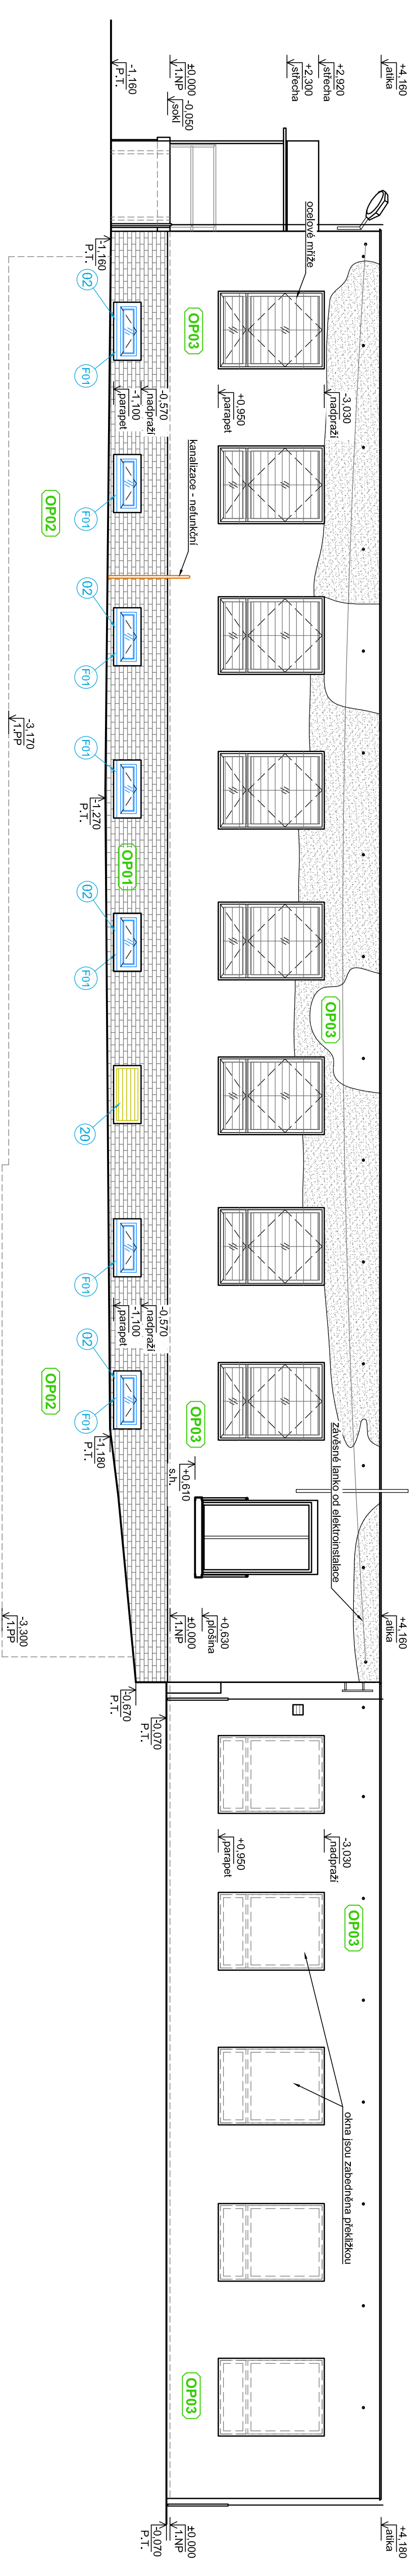 +4,160
atika
+2,920
střecha
+2,300
střecha
±0,000
1.NP
-0,050
sokl
-1,160
P.T.
-1,160
P.T.
ocelové mříže
OP03
02
F01
-3,030
nadpraží
+0,950
parapet
-0,570
nadpraží
-1,100
parapet
F01
OP02
kanalizace - nefunkční
02
F01
-3,170
1.PP
F01
-1,270
P.T.
OP01
02
F01
OP03
20
F01
-0,570
nadpraží
-1,100
parapet
02
F01
OP02
OP03
závěsné lanko od elektroinstalace
-1,180
P.T.
+0,610
s.h.
+4,160
atika
+0,630
plošina
±0,000
1.NP
-3,300
1.PP
-0,670
P.T.
-0,070
P.T.
-3,030
nadpraží
+0,950
parapet
OP03
okna jsou zabedněna překližkou
OP03
+4,180
atika
±0,000
1.NP
-0,070
P.T.